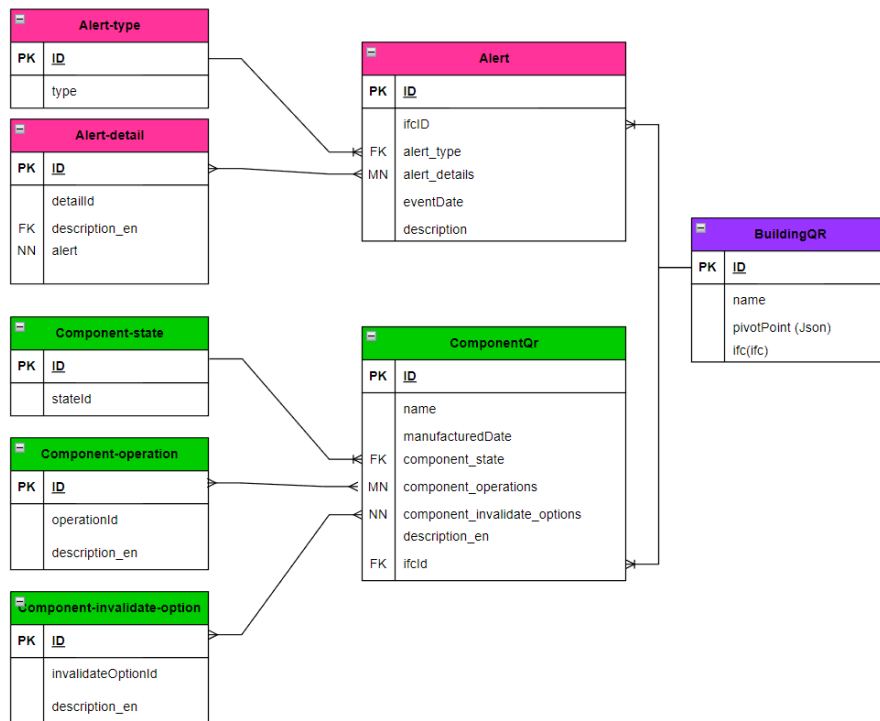 Alert-type
PK ID
type
Alert-detail
PK ID
detailId
FK description_en
NN alert
Alert
PK ID
ifcID
FK alert_type
MN alert_details
eventDate
description
BuildingQR
PK ID
name
pivotPoint (Json)
ifc(ifc)
Component-state
PK ID
stateId
Component-operation
PK ID
operationId
description_en
Component-invalidate-option
PK ID
invalidateOptionId
description_en
ComponentQr
PK ID
name
manufacturedDate
FK component_state
MN component_operations
NN component_invalidate_options
description_en
FK ifcId